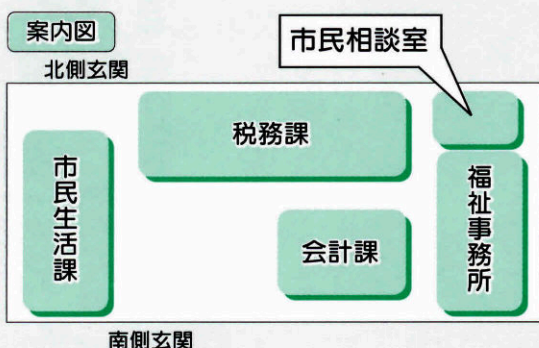 案内図
市民相談室
北側玄関
税務課
市民生活課
福祉事務所
会計課
南側玄関